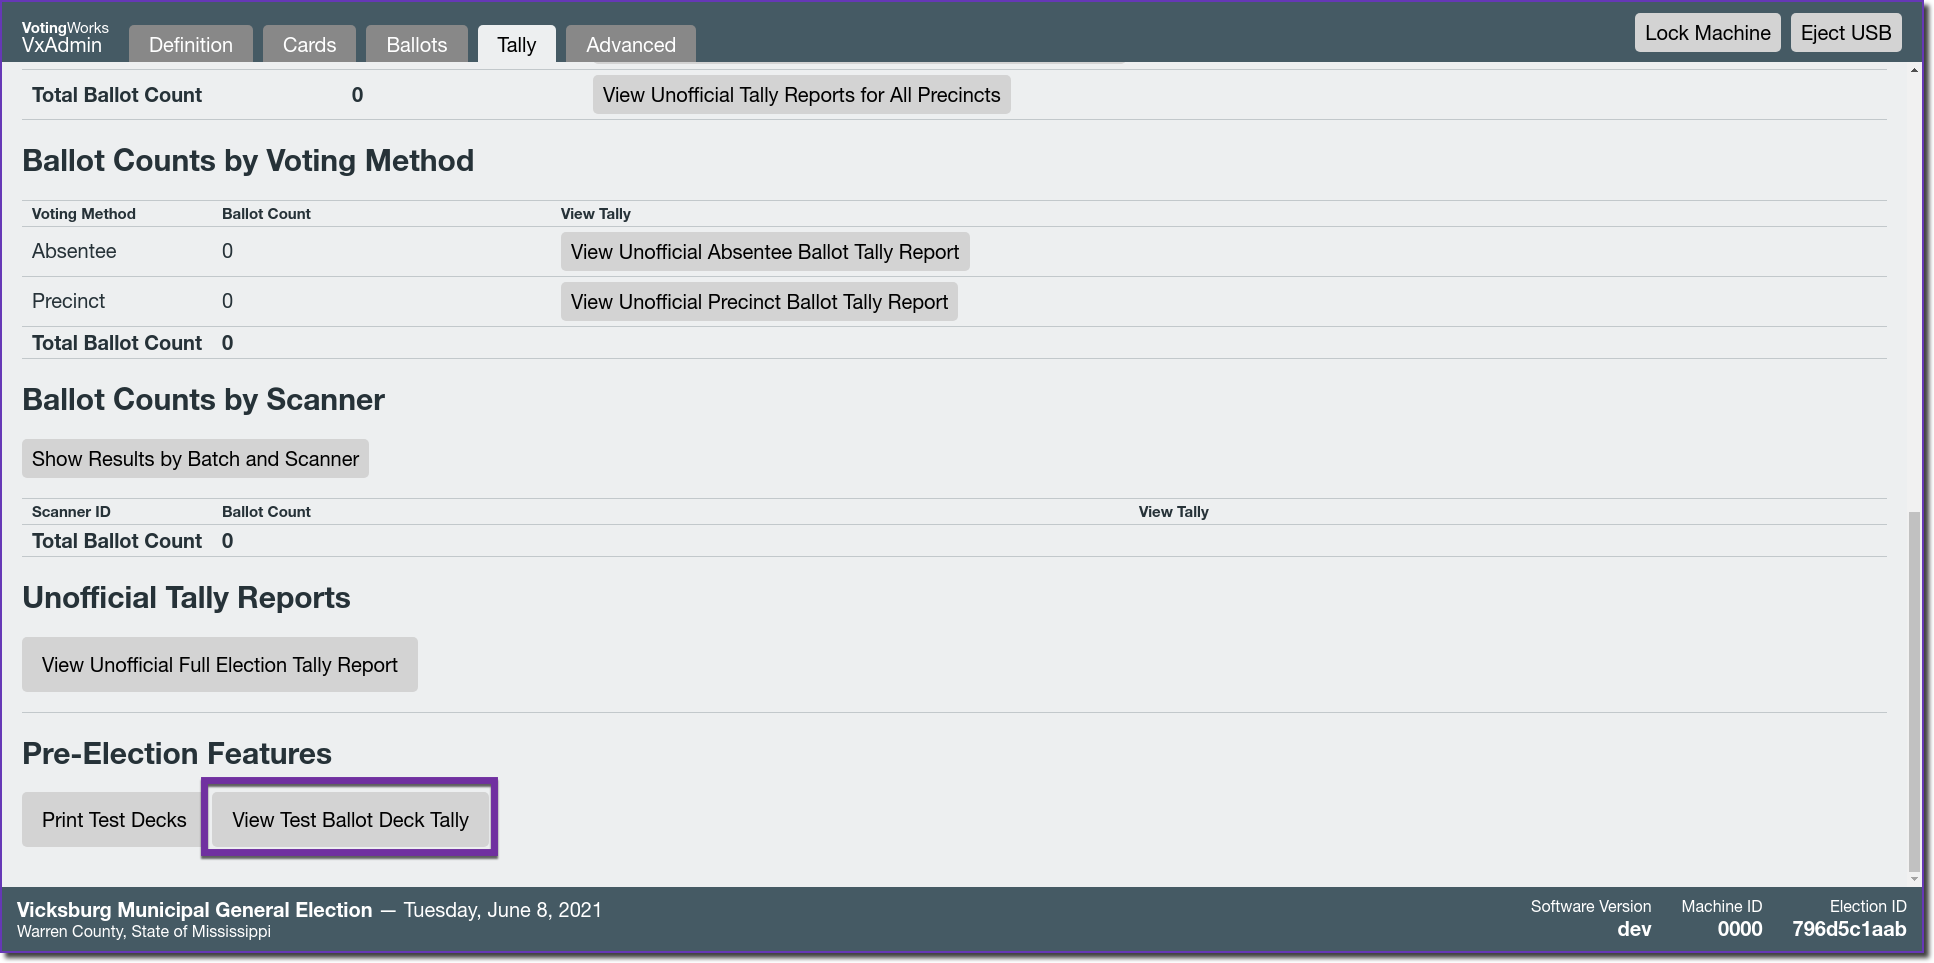 VotingWorks
VxAdmin
Definition
Cards
Ballots
Tally
Advanced
Lock Machine
Eject USB
Total Ballot Count 0 View Unofficial Tally Reports for All Precincts
Ballot Counts by Voting Method
Voting Method Ballot Count View Tally
Absentee 0 View Unofficial Absentee Ballot Tally Report
Precinct 0 View Unofficial Precinct Ballot Tally Report
Total Ballot Count 0
Ballot Counts by Scanner
Show Results by Batch and Scanner
Scanner ID Ballot Count View Tally
Total Ballot Count 0
Unofficial Tally Reports
View Unofficial Full Election Tally Report
Pre-Election Features
Print Test Decks
View Test Ballot Deck Tally
Vicksburg Municipal General Election — Tuesday, June 8, 2021
Warren County, State of Mississippi
Software Version
dev
Machine ID
0000
Election ID
796d5c1aab